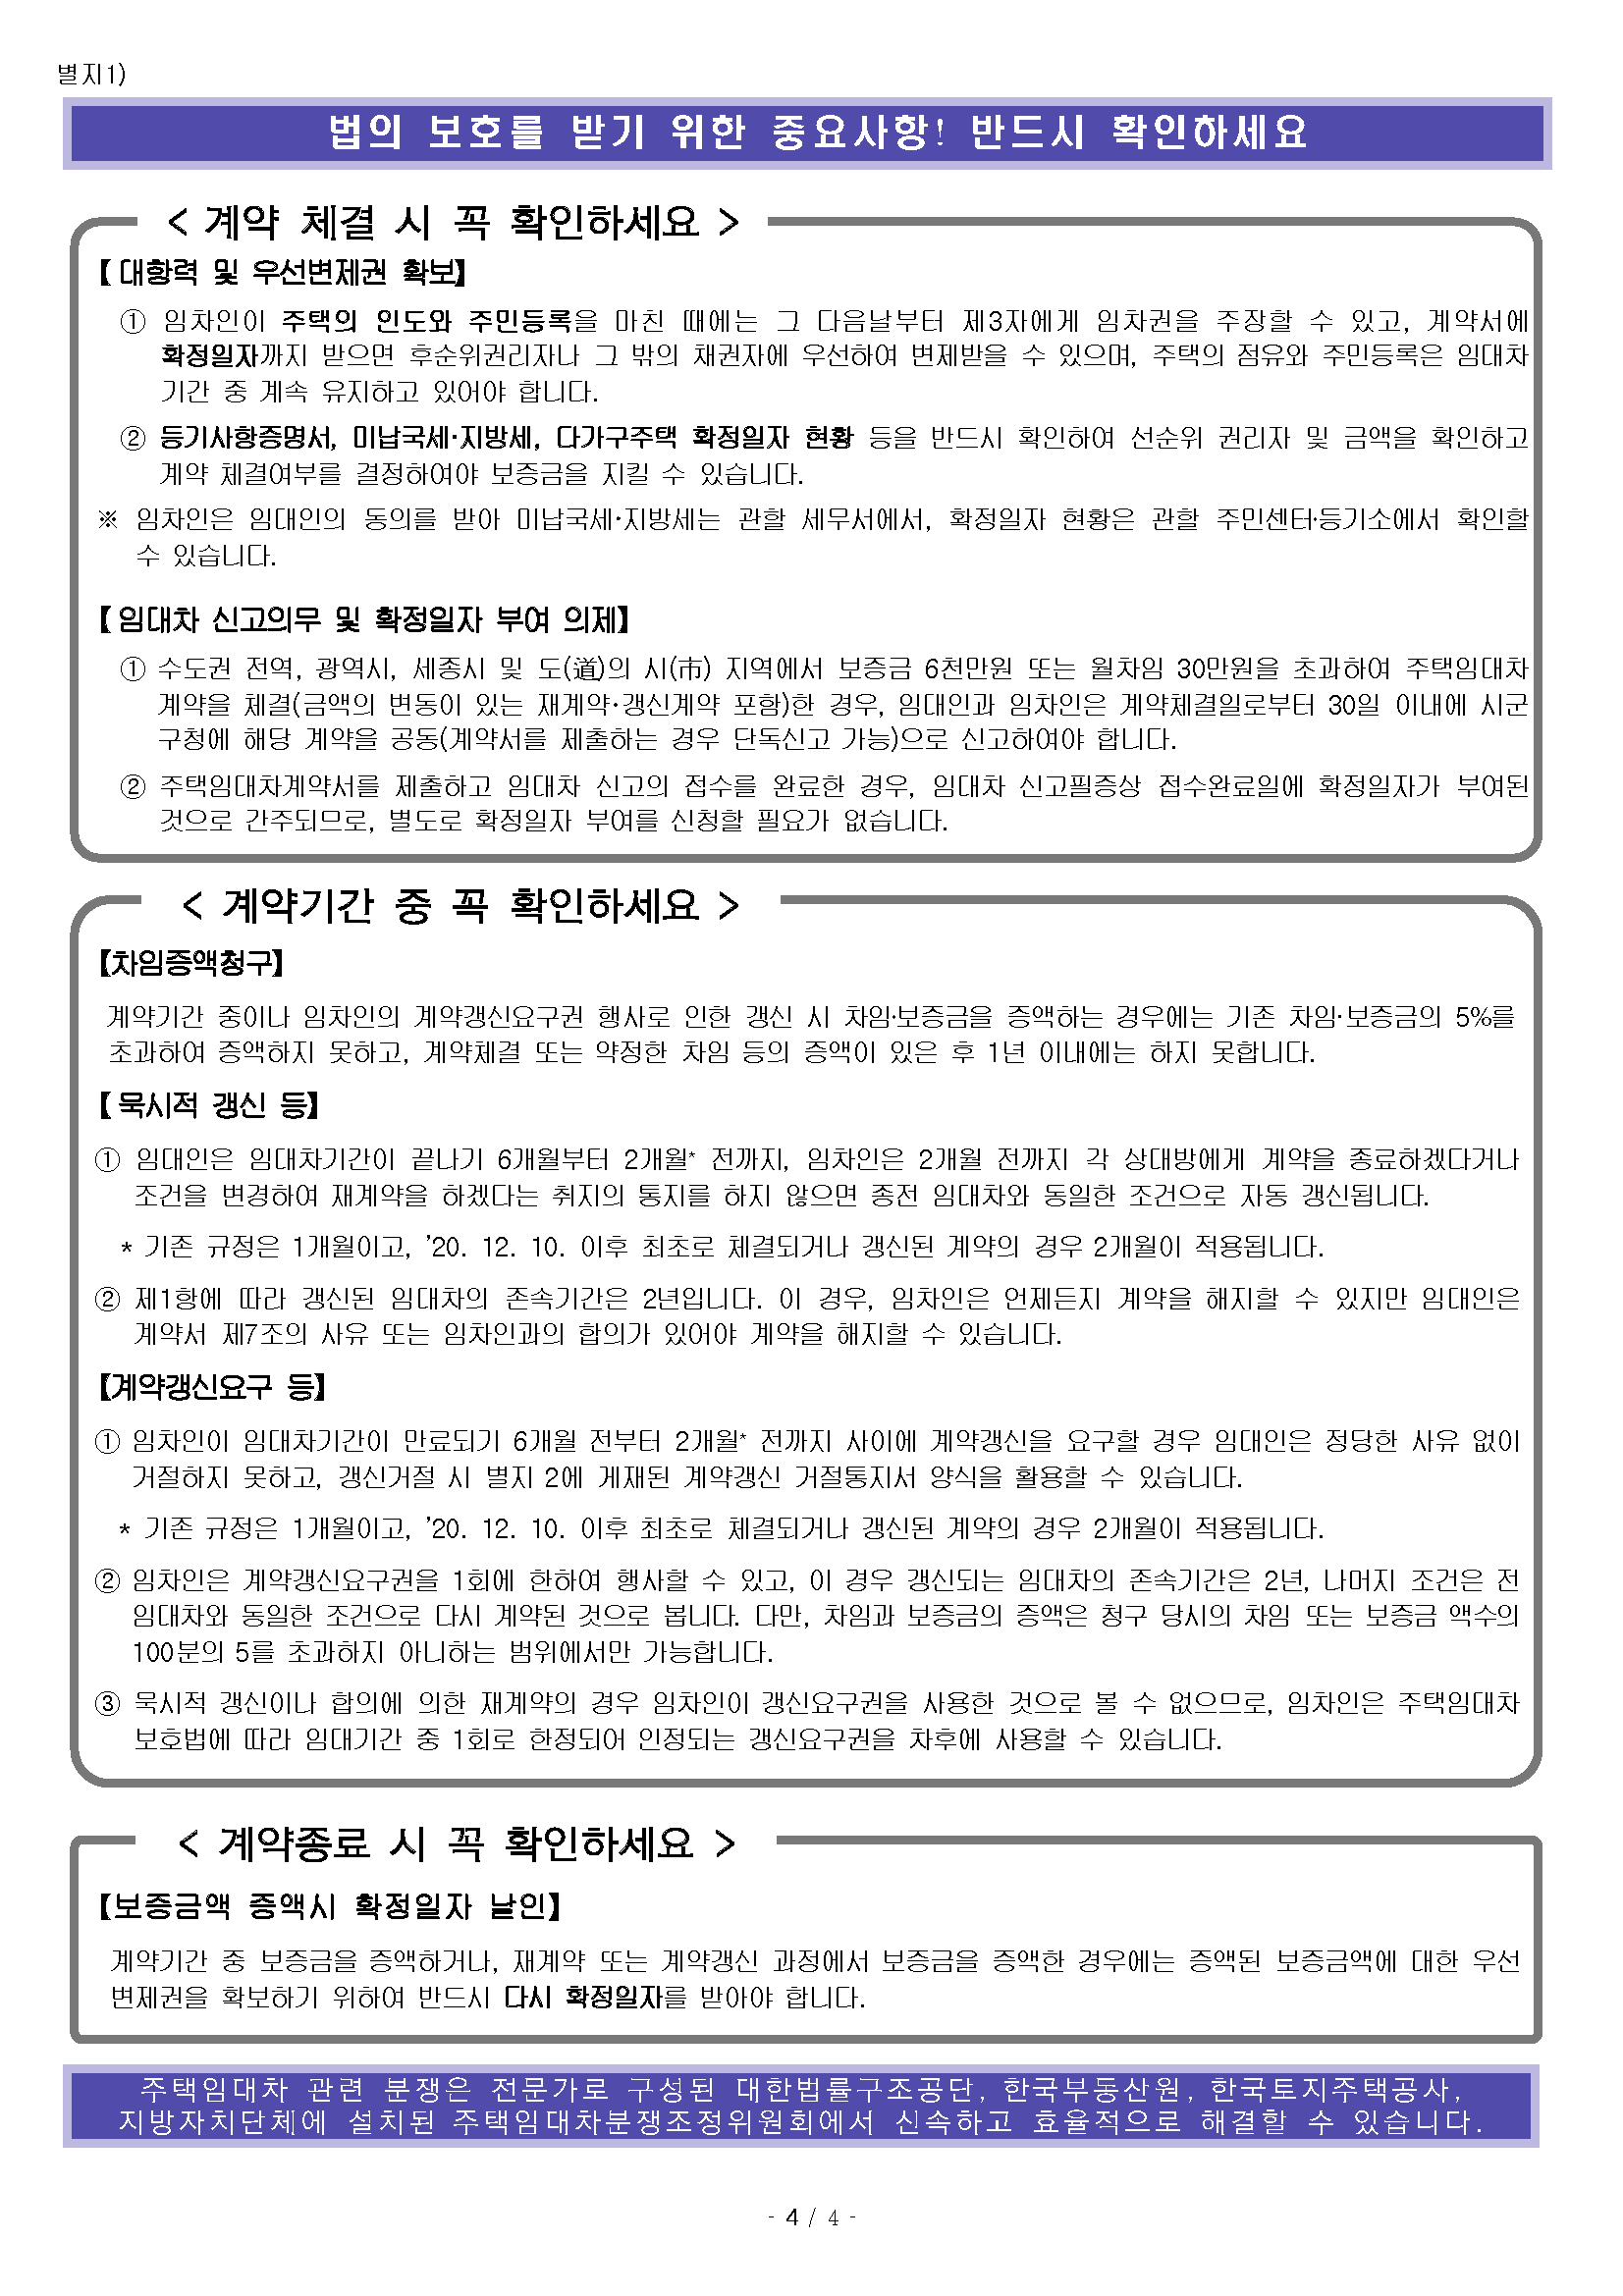 별지1)
법의 보호를 받기 위한 중요사항! 반드시 확인하세요
< 계약 체결 시 꼭 확인하세요 >
【대항력 및 우선변제권 확보】
① 임차인이 주택의 인도와 주민등록을 마친 때에는 그 다음날부터 제3자에게 임차권을 주장할 수 있고, 계약서에
확정일자까지 받으면 후순위권리자나 그 밖의 채권자에 우선하여 변제받을 수 있으며, 주택의 점유와 주민등록은 임대차
기간 중 계속 유지하고 있어야 합니다.
② 등기사항증명서, 미납국세·지방세, 다가구주택 확정일자 현황 등을 반드시 확인하여 선순위 권리자 및 금액을 확인하고
계약 체결여부를 결정하여야 보증금을 지킬 수 있습니다.
※ 임차인은 임대인의 동의를 받아 미납국세·지방세는 관할 세무서에서, 확정일자 현황은 관할 주민센터·등기소에서 확인할
수 있습니다.
【임대차 신고의무 및 확정일자 부여 의제】
① 수도권 전역, 광역시, 세종시 및 도(道)의 시(市) 지역에서 보증금 6천만원 또는 월차임 30만원을 초과하여 주택임대차
계약을 체결(금액의 변동이 있는 재계약·갱신계약 포함)한 경우, 임대인과 임차인은 계약체결일로부터 30일 이내에 시군
구청에 해당 계약을 공동(계약서를 제출하는 경우 단독신고 가능)으로 신고하여야 합니다.
② 주택임대차계약서를 제출하고 임대차 신고의 접수를 완료한 경우, 임대차 신고필증상 접수완료일에 확정일자가 부여된
것으로 간주되므로, 별도로 확정일자 부여를 신청할 필요가 없습니다.
< 계약기간 중 꼭 확인하세요 >
【차임증액청구】
계약기간 중이나 임차인의 계약갱신요구권 행사로 인한 갱신 시 차임·보증금을 증액하는 경우에는 기존 차임·보증금의 5%를
초과하여 증액하지 못하고, 계약체결 또는 약정한 차임 등의 증액이 있은 후 1년 이내에는 하지 못합니다.
【묵시적 갱신 등】
① 임대인은 임대차기간이 끝나기 6개월부터 2개월* 전까지, 임차인은 2개월 전까지 각 상대방에게 계약을 종료하겠다거나
조건을 변경하여 재계약을 하겠다는 취지의 통지를 하지 않으면 종전 임대차와 동일한 조건으로 자동 갱신됩니다.
* 기존 규정은 1개월이고, ’20. 12. 10. 이후 최초로 체결되거나 갱신된 계약의 경우 2개월이 적용됩니다.
② 제1항에 따라 갱신된 임대차의 존속기간은 2년입니다. 이 경우, 임차인은 언제든지 계약을 해지할 수 있지만 임대인은
계약서 제7조의 사유 또는 임차인과의 합의가 있어야 계약을 해지할 수 있습니다.
【계약갱신요구 등】
① 임차인이 임대차기간이 만료되기 6개월 전부터 2개월* 전까지 사이에 계약갱신을 요구할 경우 임대인은 정당한 사유 없이
거절하지 못하고, 갱신거절 시 별지 2에 게재된 계약갱신 거절통지서 양식을 활용할 수 있습니다.
* 기존 규정은 1개월이고, ’20. 12. 10. 이후 최초로 체결되거나 갱신된 계약의 경우 2개월이 적용됩니다.
② 임차인은 계약갱신요구권을 1회에 한하여 행사할 수 있고, 이 경우 갱신되는 임대차의 존속기간은 2년, 나머지 조건은 전
임대차와 동일한 조건으로 다시 계약된 것으로 봅니다. 다만, 차임과 보증금의 증액은 청구 당시의 차임 또는 보증금 액수의
100분의 5를 초과하지 아니하는 범위에서만 가능합니다.
③ 묵시적 갱신이나 합의에 의한 재계약의 경우 임차인이 갱신요구권을 사용한 것으로 볼 수 없으므로, 임차인은 주택임대차
보호법에 따라 임대기간 중 1회로 한정되어 인정되는 갱신요구권을 차후에 사용할 수 있습니다.
< 계약종료 시 꼭 확인하세요 >
【보증금액 증액시 확정일자 날인】
계약기간 중 보증금을 증액하거나, 재계약 또는 계약갱신 과정에서 보증금을 증액한 경우에는 증액된 보증금액에 대한 우선
변제권을 확보하기 위하여 반드시 다시 확정일자를 받아야 합니다.
주택임대차 관련 분쟁은 전문가로 구성된 대한법률구조공단, 한국부동산원, 한국토지주택공사,
지방자치단체에 설치된 주택임대차분쟁조정위원회에서 신속하고 효율적으로 해결할 수 있습니다.
- 4 / 4 -